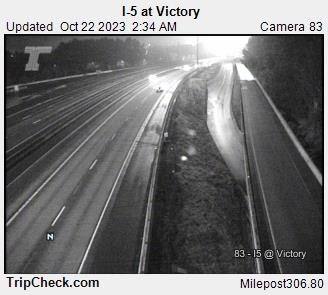 I-5 at Victory
Updated Oct 22 2023 2:34 AM Camera 83
T
N
83 - I5 @ Victory
TripCheck.com Milepost306.80